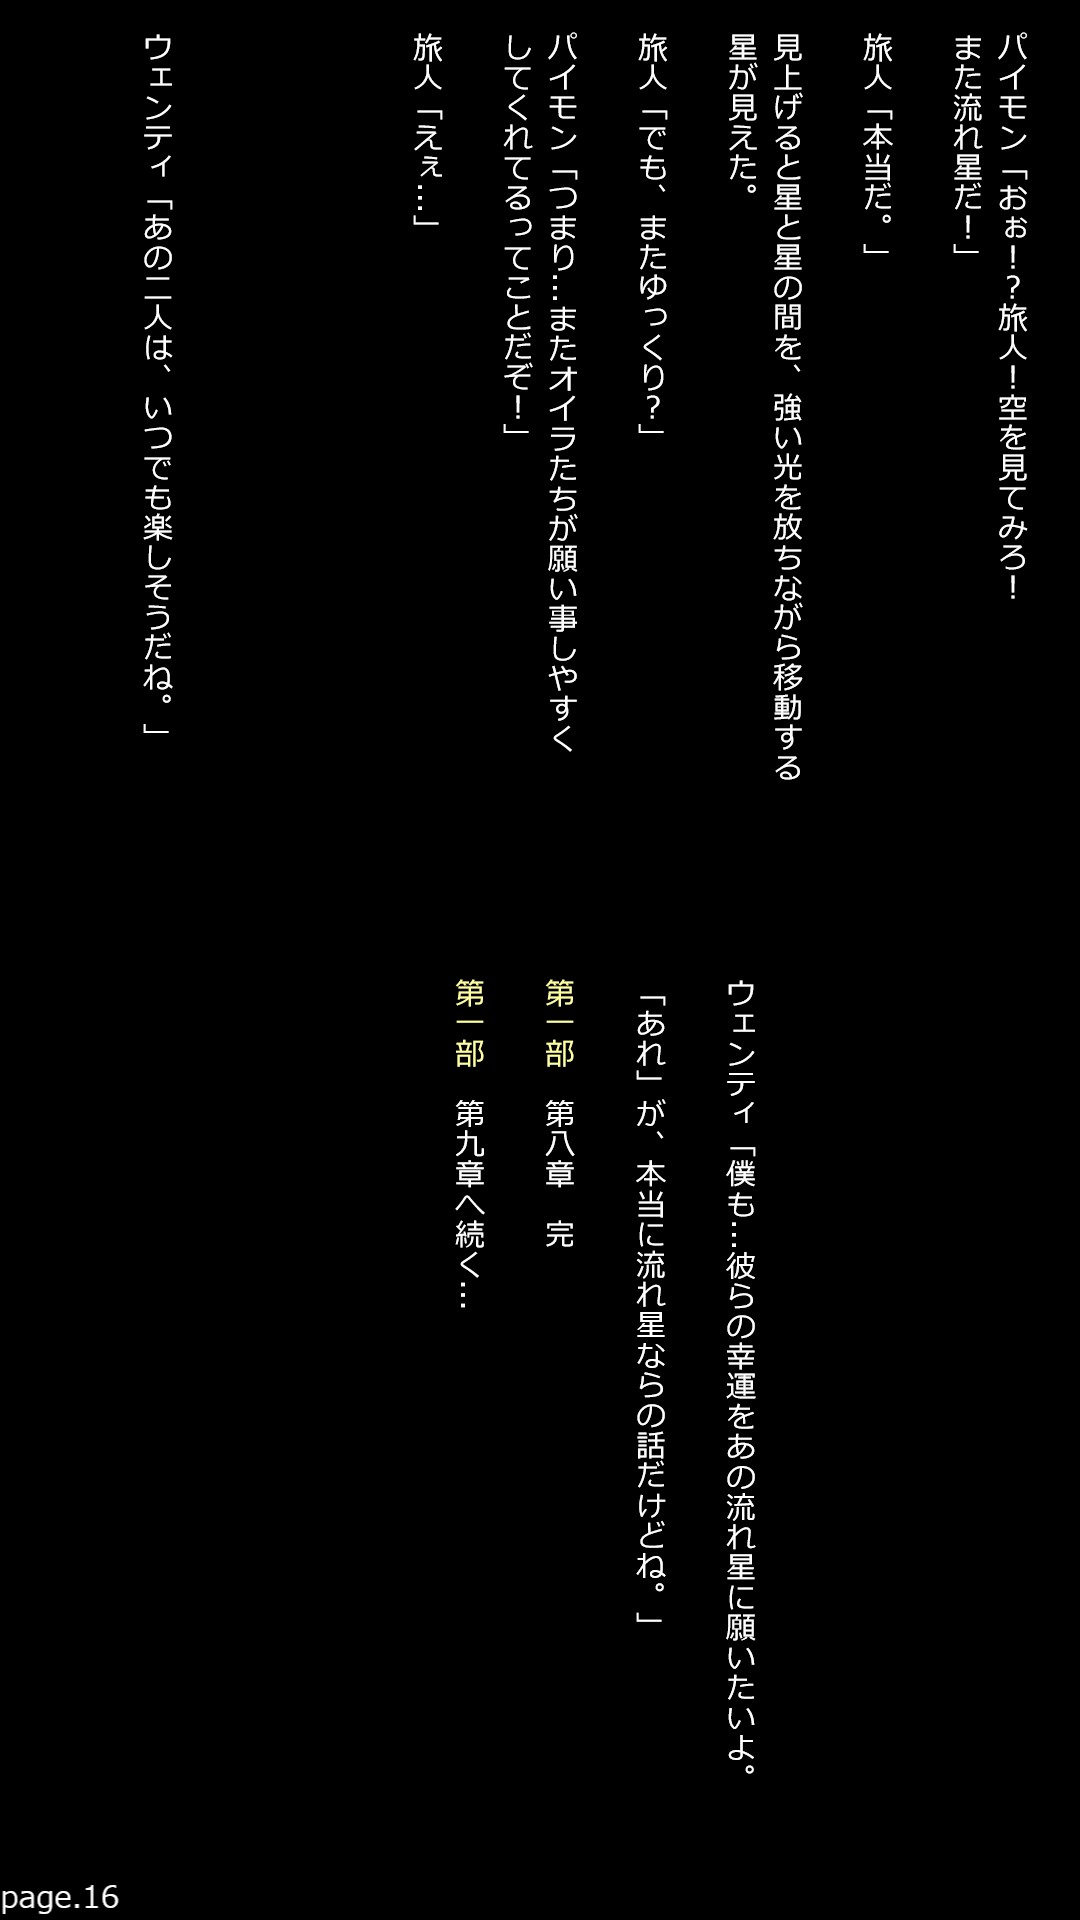 パイモン「おぉ！？旅人！空を見てみろ！
また流れ星だ！」
旅人「本当だ。」
見上げると星と星の間を、強い光を放ちながら移動する
星が見えた。
旅人「でも、またゆっくり？」
パイモン「つまり…またオイラたちが願い事しやすく
してくれてるってことだぞ！」
旅人「えぇ…」
ウェンティ「あの二人は、いつでも楽しそうだね。」
ウェンティ「僕も…彼らの幸運をあの流れ星に願いたいよ。
「あれ」が、本当に流れ星ならの話だけどね。」
第一部　第八章　完
第一部　第九章へ続く…
page.16